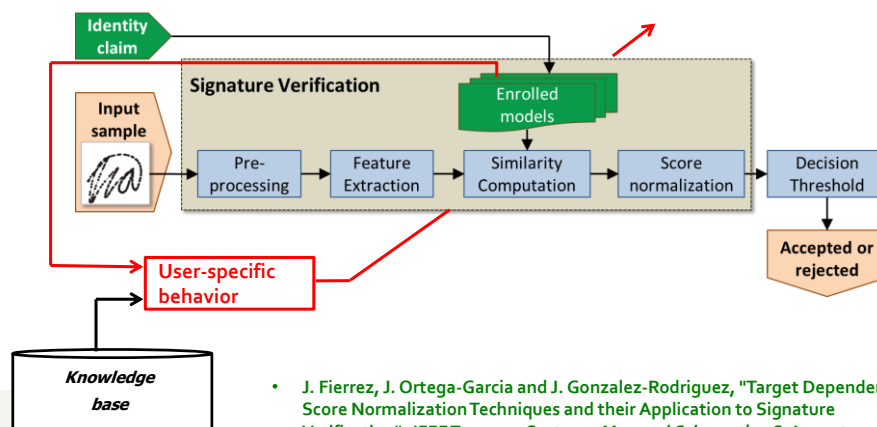 Identity
claim
Signature Verification
Input
sample
Enrolled
models
Pre-
processing
Feature
Extraction
Similarity
Computation
Score
normalization
Decision
Threshold
Accepted or
rejected
User-specific
behavior
Knowledge
base
• J. Fierrez, J. Ortega-Garcia and J. Gonzalez-Rodriguez, "Target Depende
Score Normalization Techniques and their Application to Signature